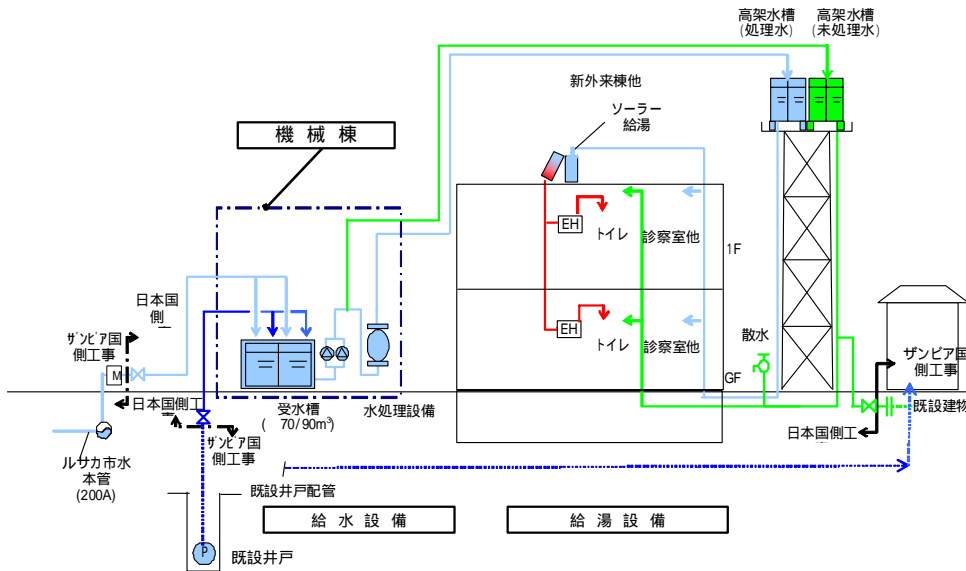 高架水槽
(処理水)
高架水槽
(未処理水)
新外来棟他
ソーラー
給湯
機械棟
EH
トイレ
診察室他
1F
日本国
側
ザンビア国
側工事
M
EH
トイレ
診察室他
GF
散水
ザンビア国
側工事
日本国側工
受水槽
(70/90m³)
水処理設備
ザンビア国
側工事
日本国側工
既設建物
ルサカ市水
本管
(200A)
既設井戸配管
給水設備
給湯設備
P
既設井戸